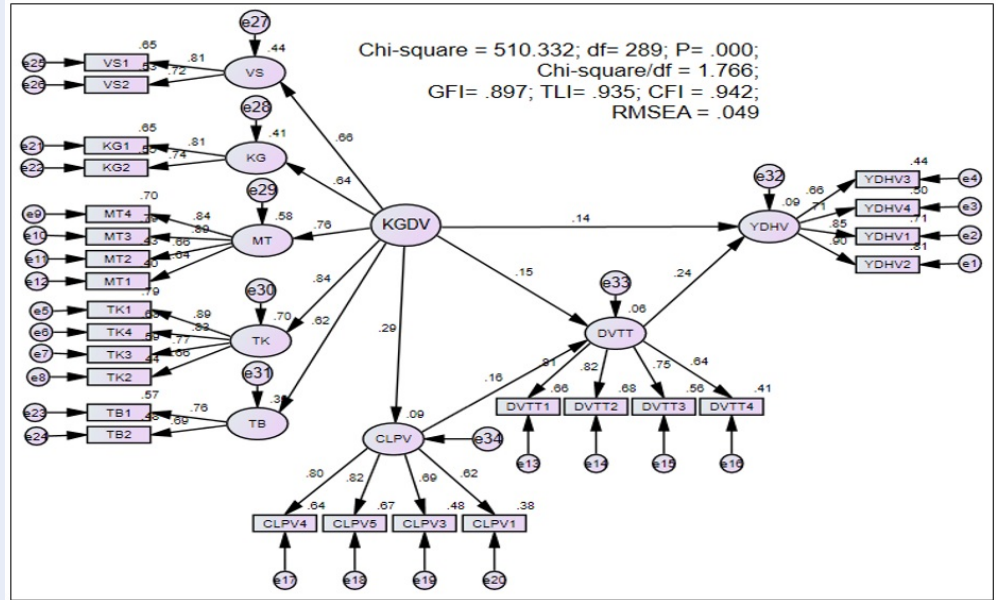 Chi-square = 510.332; df= 289; P= .000;
Chi-square/df = 1.766;
GFI= .897; TLI= .935; CFI = .942;
RMSEA = .049
e27
.44
VS
e25
VS1
.65
.81
e26
VS2
.72
.66
e28
.41
KG
e21
KG1
.65
.81
e22
KG2
.74
.64
e29
.58
MT
e9
MT4
.70
.84
e10
MT3
.89
e11
MT2
.66
e12
MT1
.64
.76
KGDV
.14
e32
.09
YDHV
.66
YDHV3
.44
e4
.71
YDHV4
e3
.85
YDHV1
.71
e2
.90
YDHV2
.81
e1
e30
.70
TK
e5
TK1
.79
.89
e6
TK4
e7
TK3
.77
e8
TK2
.66
.84
e31
TB
e23
TB1
.57
.76
e24
TB2
.69
.62
.29
.15
.24
.16
e33
.06
DVTT
.81
.82
.75
.64
.66
.68
.56
.41
DVTT1
DVTT2
DVTT3
DVTT4
e13
e14
e15
e16
.09
CLPV
e34
.80
.82
.69
.62
.64
.67
.48
.38
CLPV4
CLPV5
CLPV3
CLPV1
e17
e18
e19
e20